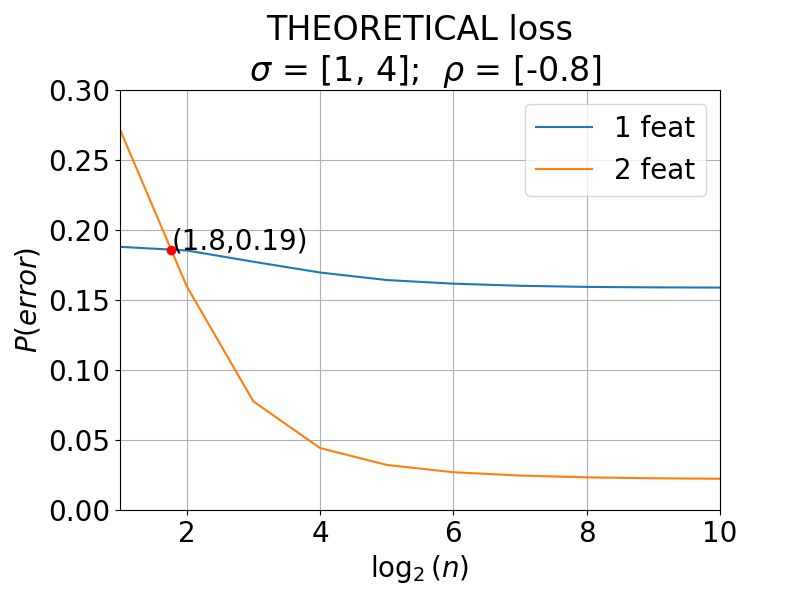 THEORETICAL loss
σ = [1, 4]; ρ = [-0.8]
0.30
0.25
0.20
0.15
0.10
0.05
0.00
P(error)
1 feat
2 feat
(1.8,0.19)
2 4 6 8 10
log₂ (n)